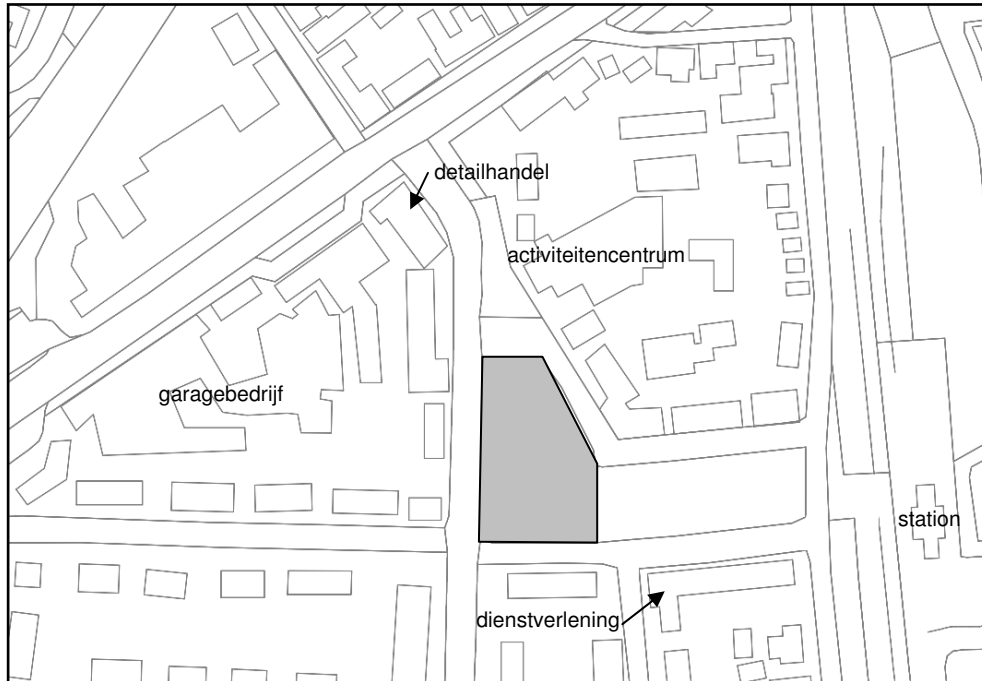 detailhandel
activiteitencentrum
garagebedrijf
station
dienstverlening